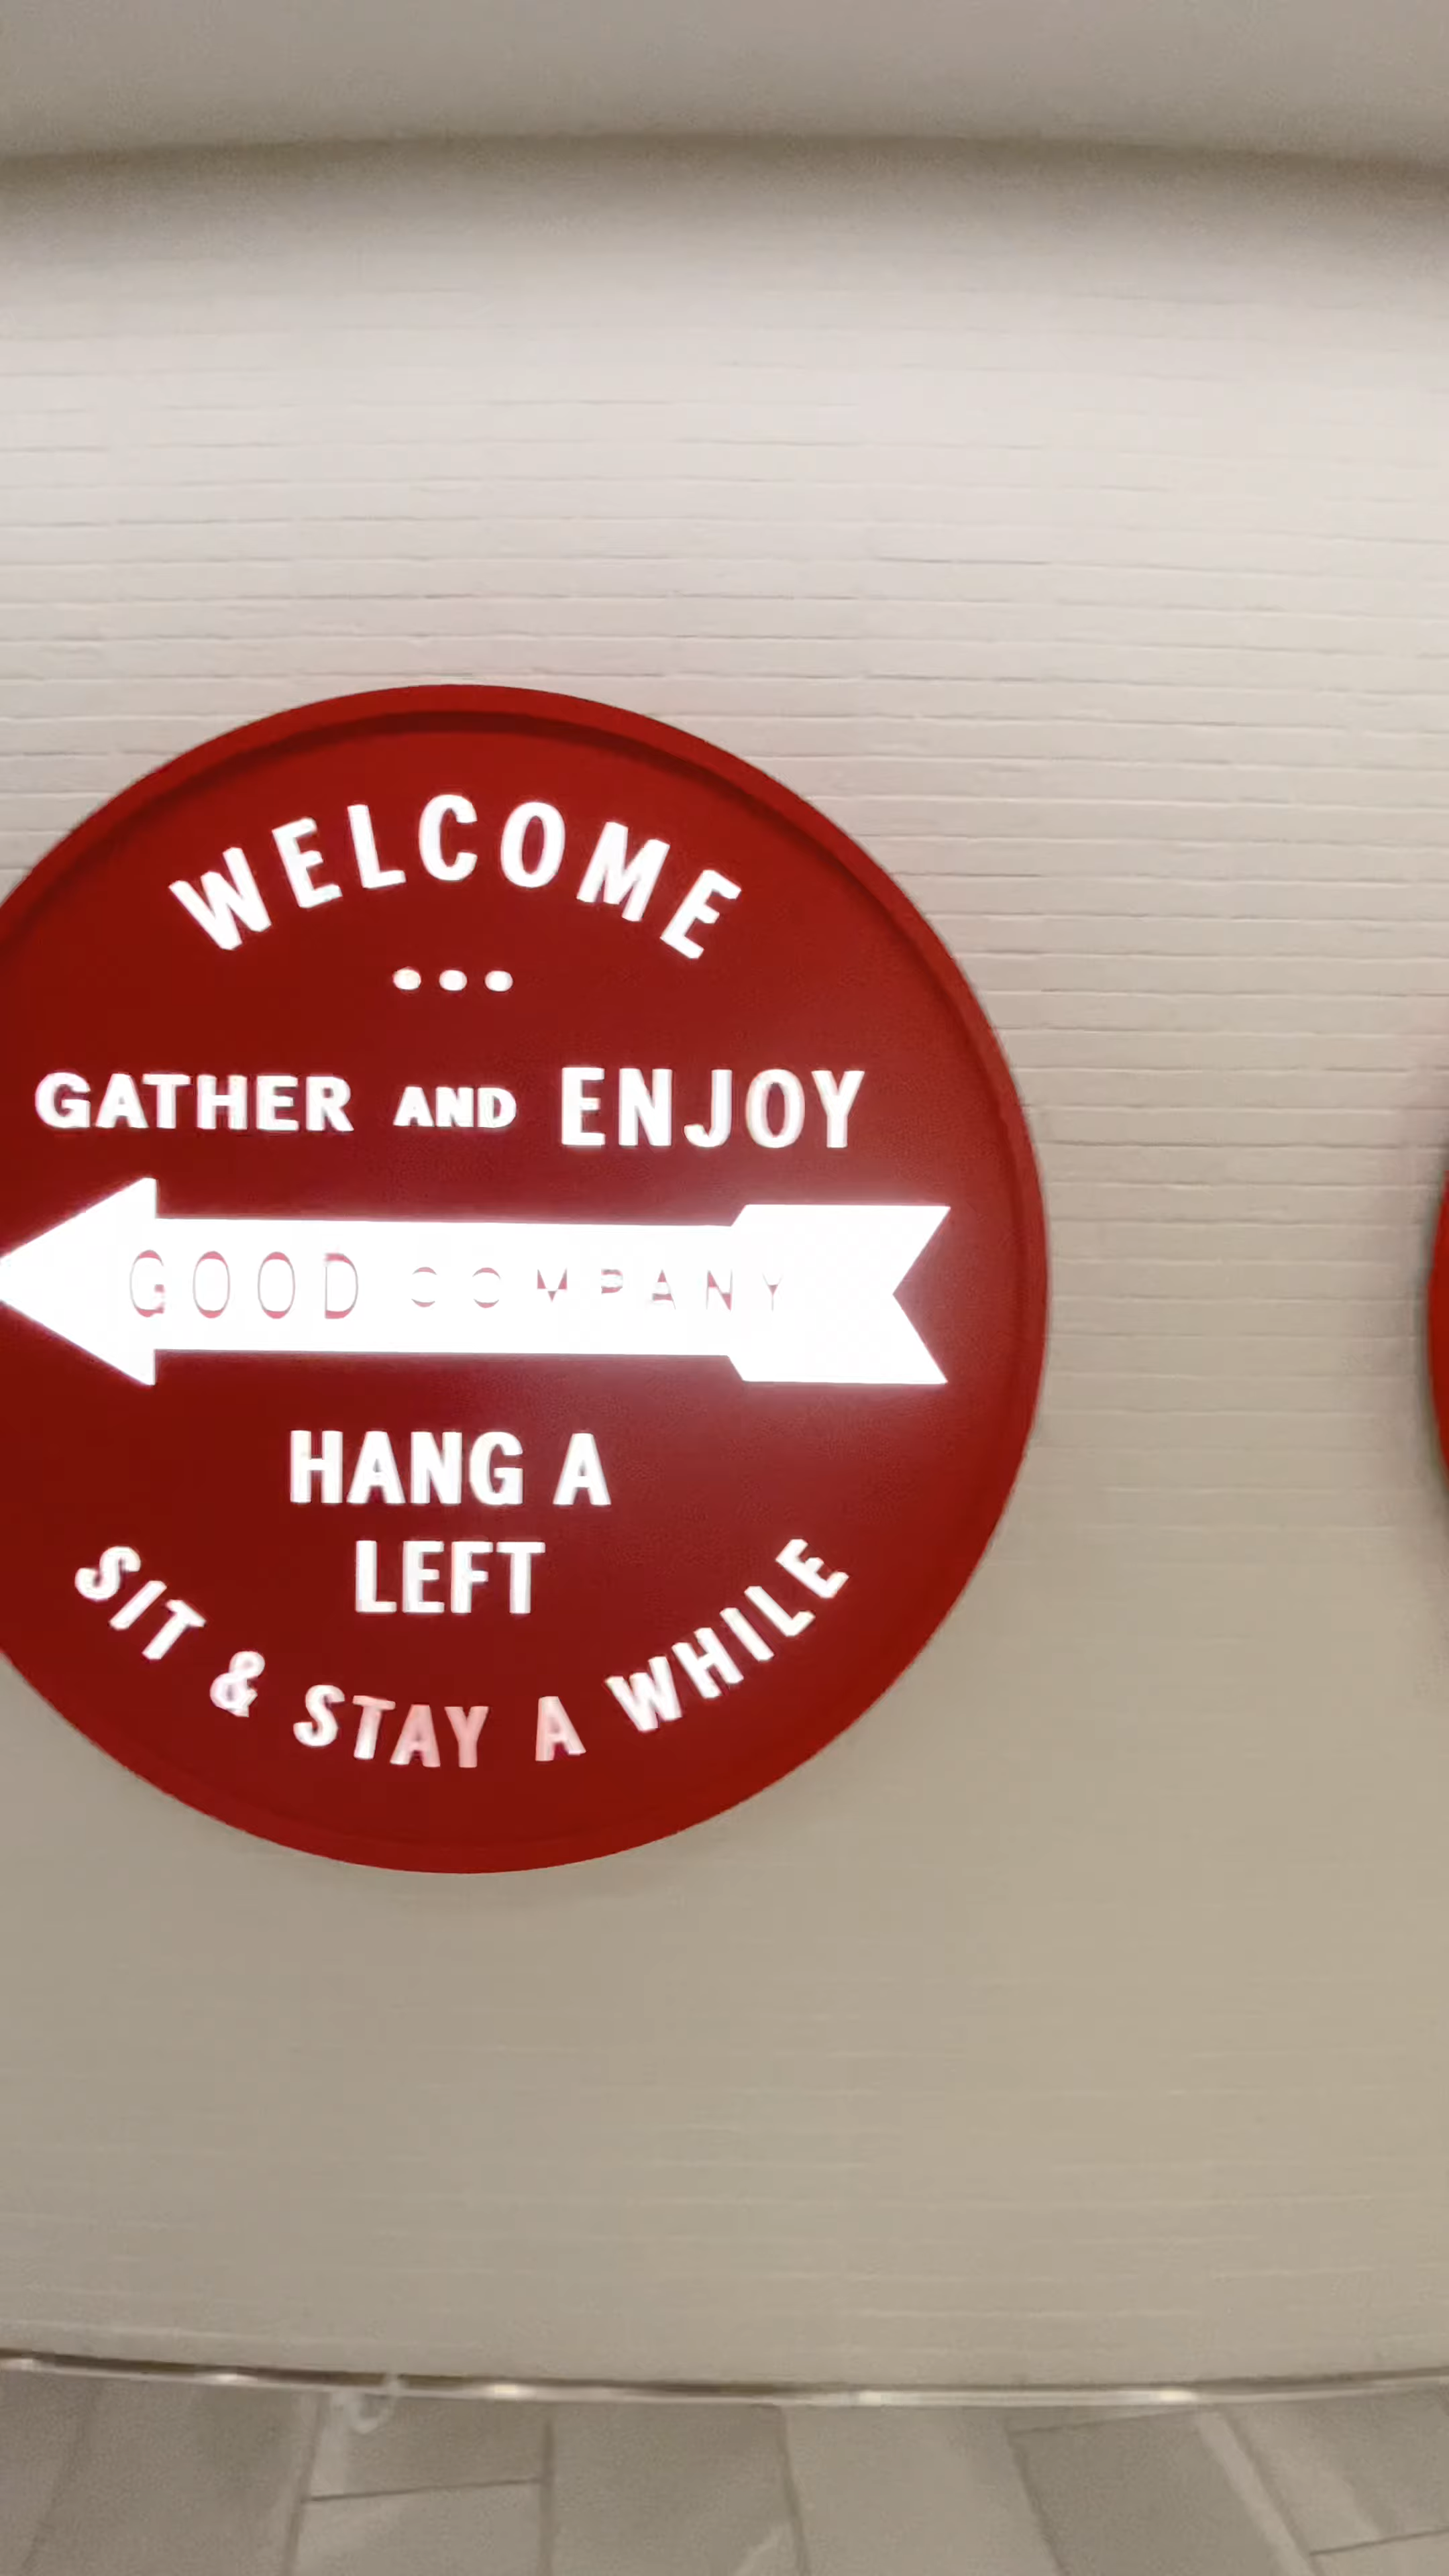 WELCOME
GATHER AND ENJOY
GOOD COMPANY
HANG A
LEFT
SIT & STAY A WHILE